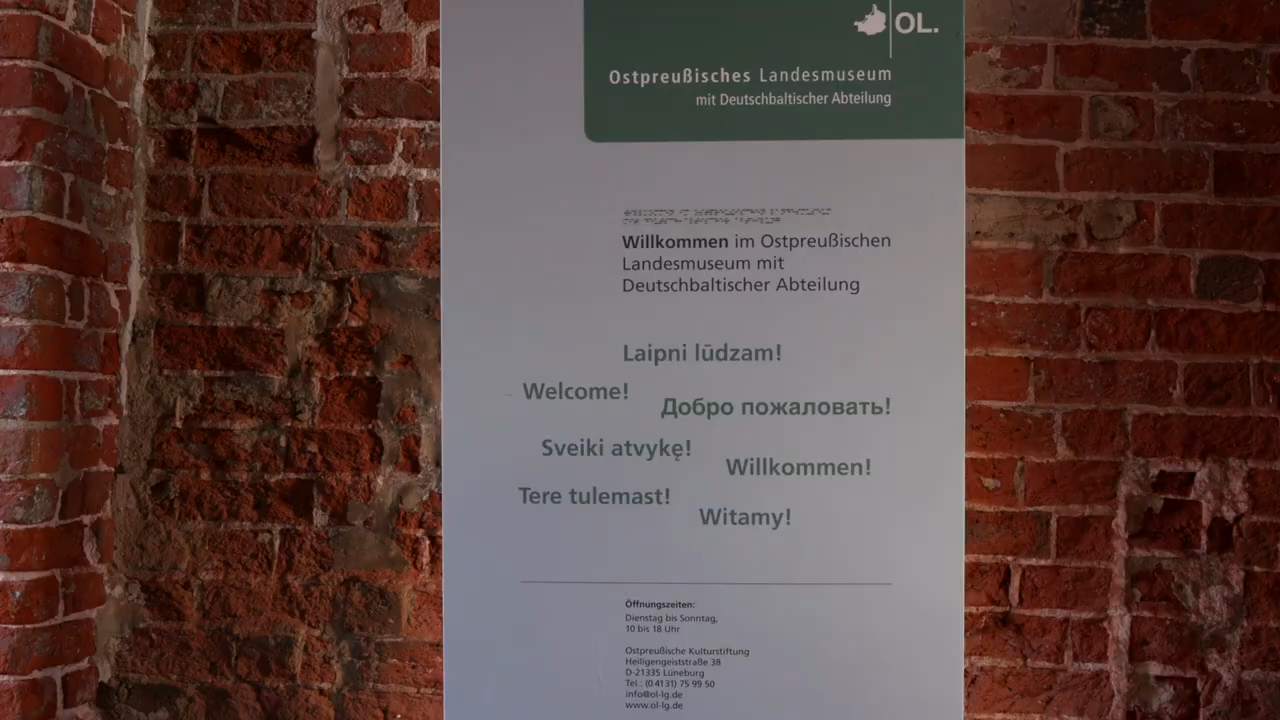 OL.
Ostpreußisches Landesmuseum
mit Deutschbaltischer Abteilung
Willkommen im Ostpreußischen
Landesmuseum mit
Deutschbaltischer Abteilung
Laipni lūdzam!
Welcome!
Добро пожаловать!
Sveiki atvykę!
Willkommen!
Tere tulemast!
Witamy!
Öffnungszeiten:
Dienstag bis Sonntag,
10 bis 18 Uhr
Ostpreußische Kulturstiftung
Heiligengeiststraße 38
D-21335 Lüneburg
Tel.: (0 41 31) 75 99 50
info@ol-lg.de
www.ol-lg.de